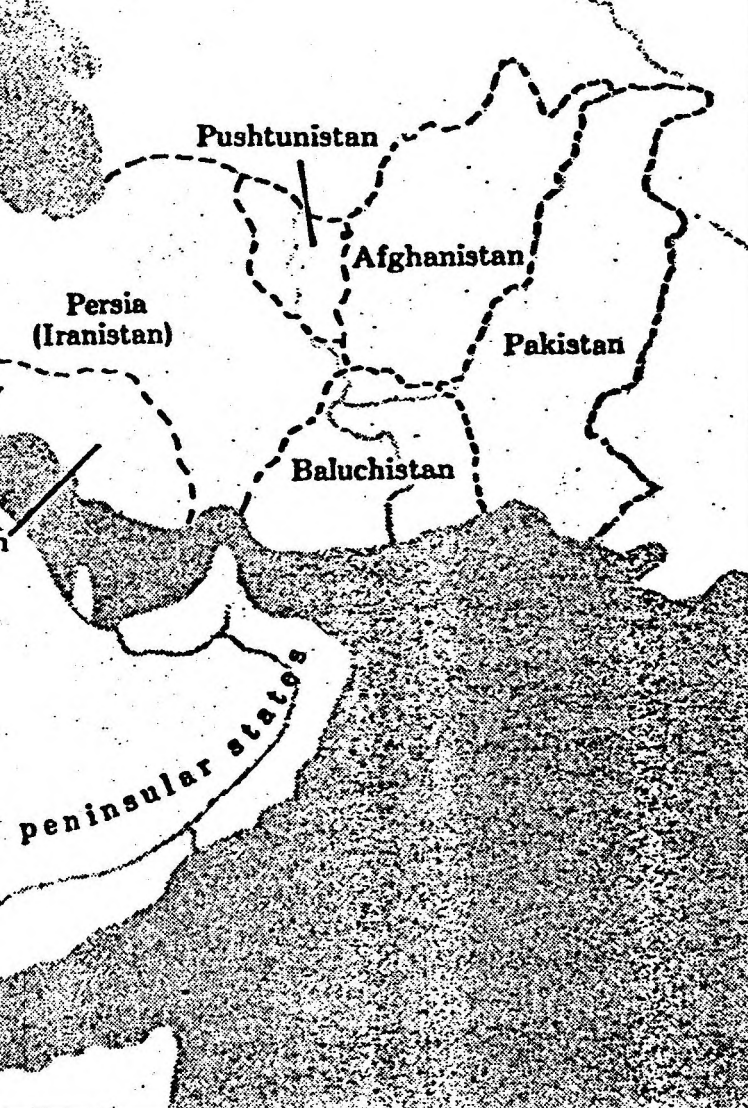 Pushtunistan
Afghanistan
Persia
(Iranistan)
Pakistan
Baluchistan
peninsular states